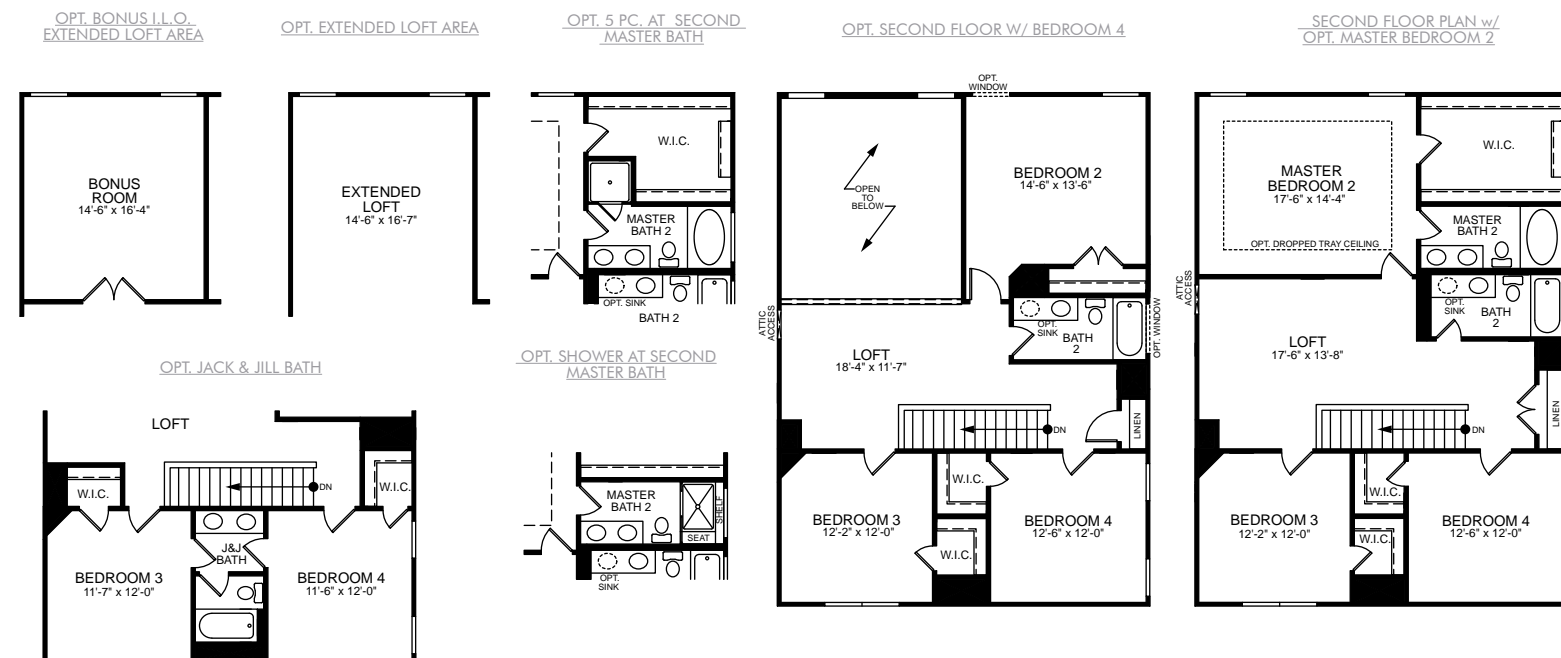 OPT. BONUS I.L.O.
EXTENDED LOFT AREA
BONUS
ROOM
14'-6" x 16'-4"
OPT. EXTENDED LOFT AREA
EXTENDED
LOFT
14'-6" x 16'-7"
OPT. 5 PC. AT SECOND
MASTER BATH
W.I.C.
MASTER
BATH 2
OPT. SINK
BATH 2
OPT. JACK & JILL BATH
LOFT
W.I.C.
DN
W.I.C.
J&J
BATH
BEDROOM 3
11'-7" x 12'-0"
BEDROOM 4
11'-6" x 12'-0"
OPT. SHOWER AT SECOND
MASTER BATH
MASTER
BATH 2
SHELF
SEAT
OPT.
SINK
OPT. SECOND FLOOR W/ BEDROOM 4
OPT.
WINDOW
OPEN
TO
BELOW
BEDROOM 2
14'-6" x 13'-6"
ATTIC
ACCESS
OPT.
SINK
BATH
2
OPT. WINDOW
LOFT
18'-4" x 11'-7"
DN
LINEN
W.I.C.
BEDROOM 3
12'-2" x 12'-0"
W.I.C.
BEDROOM 4
12'-6" x 12'-0"
SECOND FLOOR PLAN w/
OPT. MASTER BEDROOM 2
W.I.C.
MASTER
BEDROOM 2
17'-6" x 14'-4"
OPT. DROPPED TRAY CEILING
MASTER
BATH 2
ATTIC
ACCESS
OPT.
SINK
BATH
2
LOFT
17'-6" x 13'-8"
DN
LINEN
W.I.C.
BEDROOM 3
12'-2" x 12'-0"
W.I.C.
BEDROOM 4
12'-6" x 12'-0"